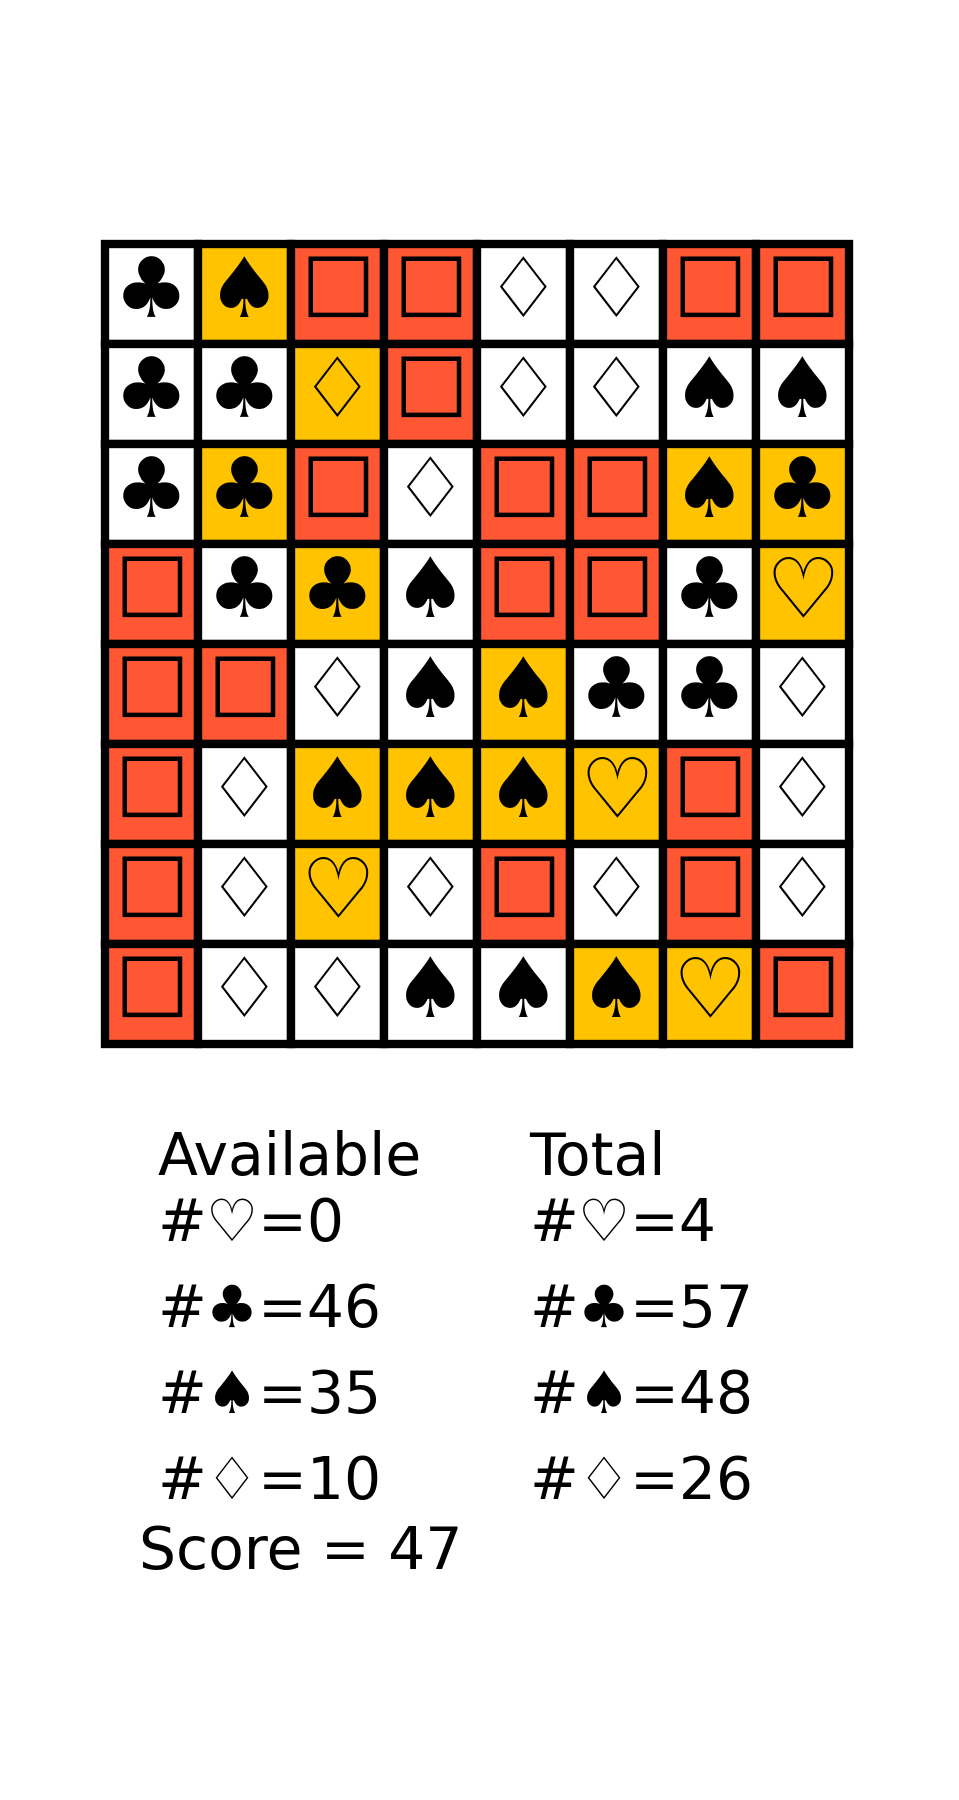 ♣ ♠ □ □ ♢ ♢ □ □
♣ ♣ ♢ □ ♢ ♢ ♠ ♠
♣ ♣ □ ♢ □ □ ♠ ♣
□ ♣ ♣ ♠ □ □ ♣ ♡
□ □ ♢ ♠ ♠ ♣ ♣ ♢
□ ♢ ♠ ♠ ♠ ♡ □ ♢
□ ♢ ♡ ♢ □ ♢ □ ♢
□ ♢ ♢ ♠ ♠ ♠ ♡ □
Available Total
#♡=0 #♡=4
#♣=46 #♣=57
#♠=35 #♠=48
#♢=10 #♢=26
Score = 47